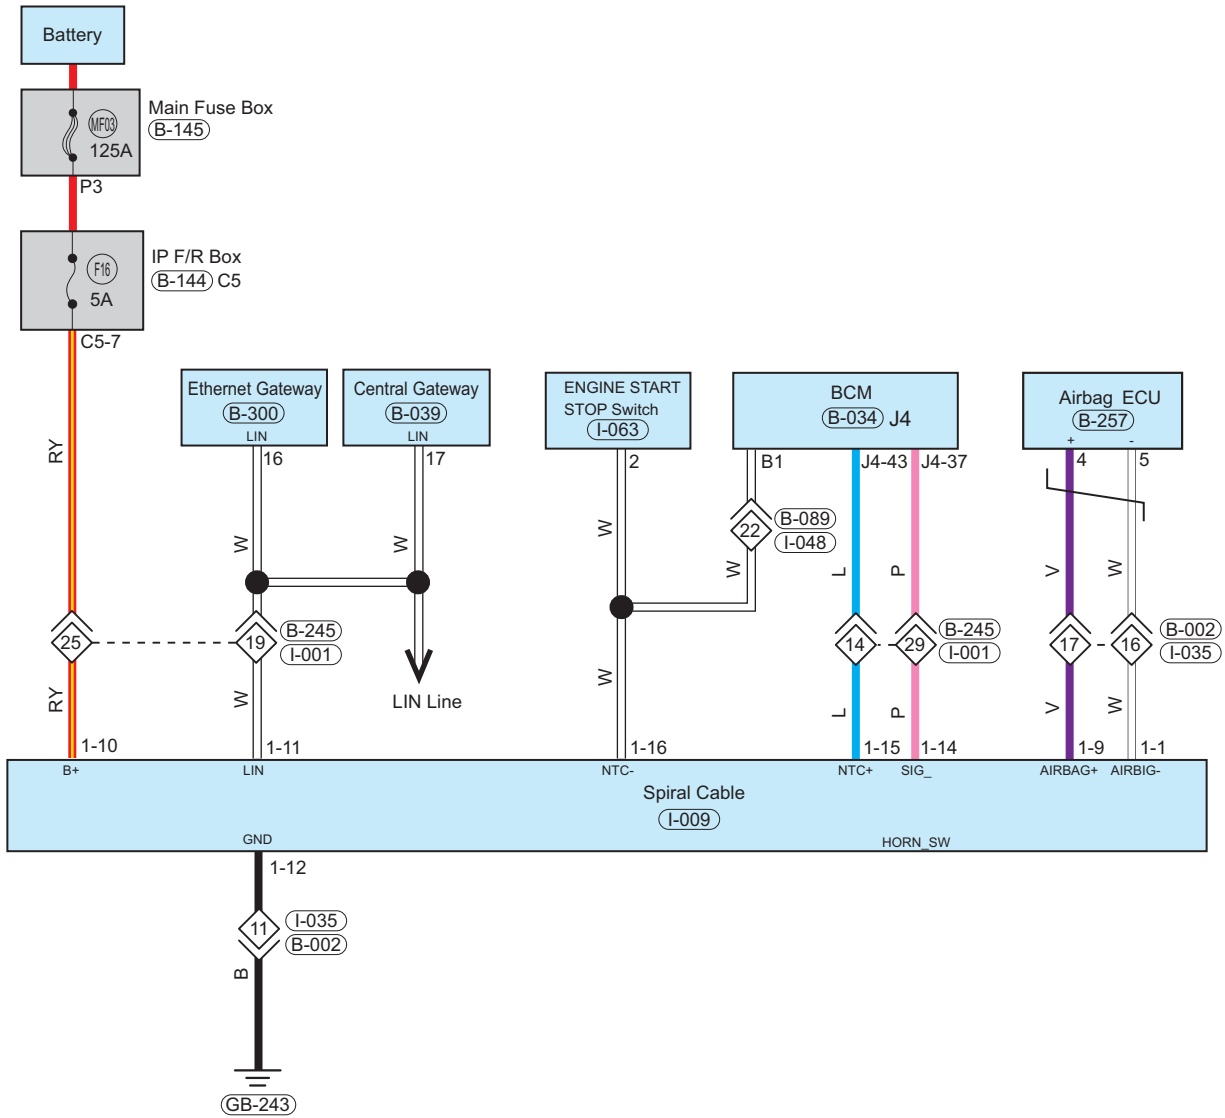 Battery
Main Fuse Box
B-145
MF03
125A
P3
IP F/R Box
B-144 C5
F16
5A
C5-7
Ethernet Gateway
B-300
LIN
16
Central Gateway
B-039
LIN
17
ENGINE START
STOP Switch
I-063
2
BCM
B-034 J4
B1
J4-43
J4-37
Airbag ECU
B-257
+ -
4
5
RY
W
W
W
22
B-089
I-048
W
L
P
V
W
25
19
B-245
I-001
LIN Line
14
29
B-245
I-001
17
16
B-002
I-035
RY
W
W
L
P
V
W
1-10
1-11
1-16
1-15
1-14
1-9
1-1
B+
LIN
NTC-
NTC+
SIG_
AIRBAG+
AIRBIG-
Spiral Cable
I-009
GND
HORN_SW
1-12
11
I-035
B-002
B
GB-243